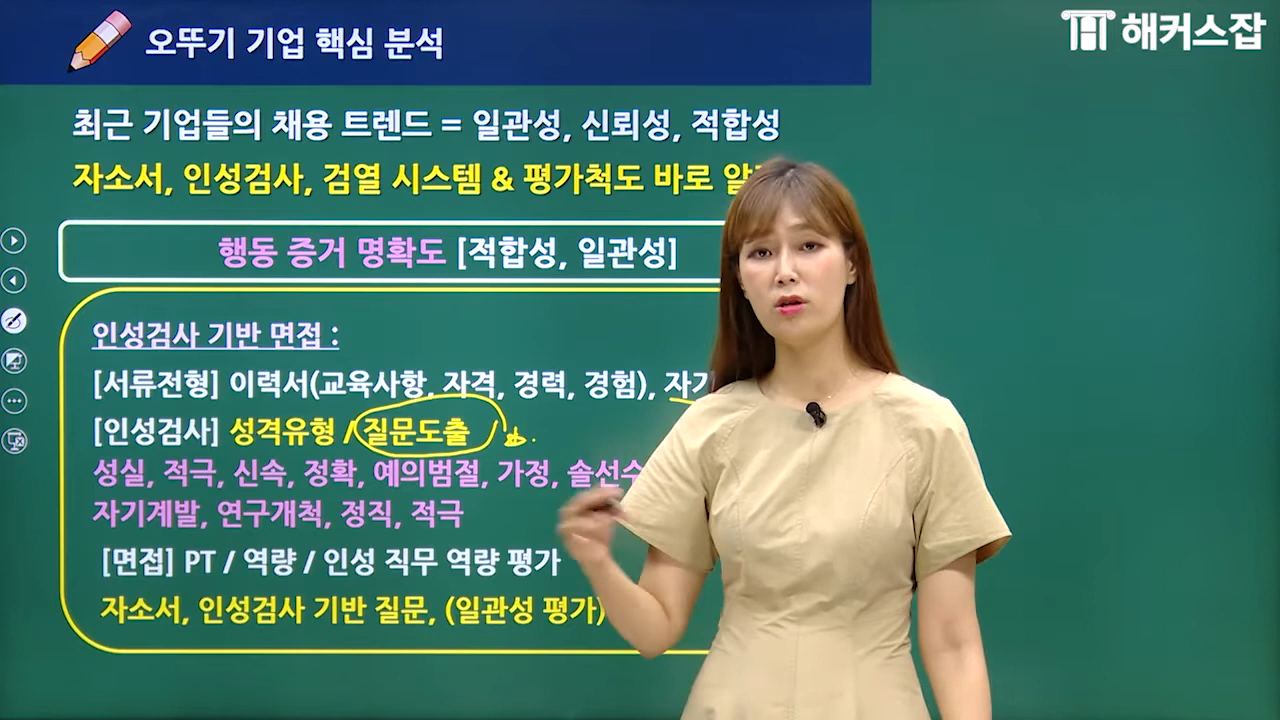 오뚜기 기업 핵심 분석
해커스잡
최근 기업들의 채용 트렌드 = 일관성, 신뢰성, 적합성
자소서, 인성검사, 검열 시스템 & 평가척도 바로
행동 증거 명확도 [적합성, 일관성]
인성검사 기반 면접 :
[서류전형] 이력서(교육사항, 자격, 경력, 경험),
[인성검사] 성격유형 / 질문도출
성실, 적극, 신속, 정확, 예의범절, 가정,
자기계발, 연구개척, 정직, 적극
[면접] PT / 역량 / 인성 직무 역량 평가
자소서, 인성검사 기반 질문, (일관성 평가)